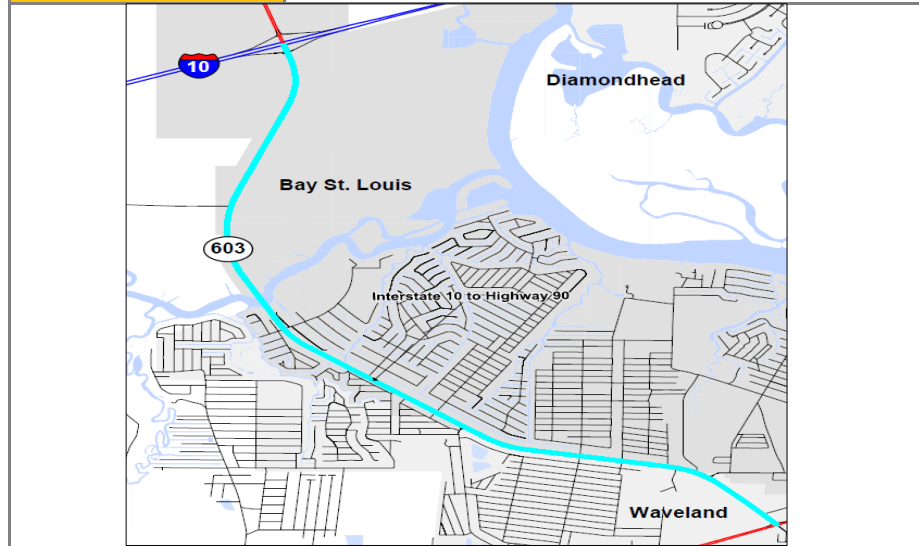 10
Diamondhead
Bay St. Louis
603
Interstate 10 to Highway 90
Waveland